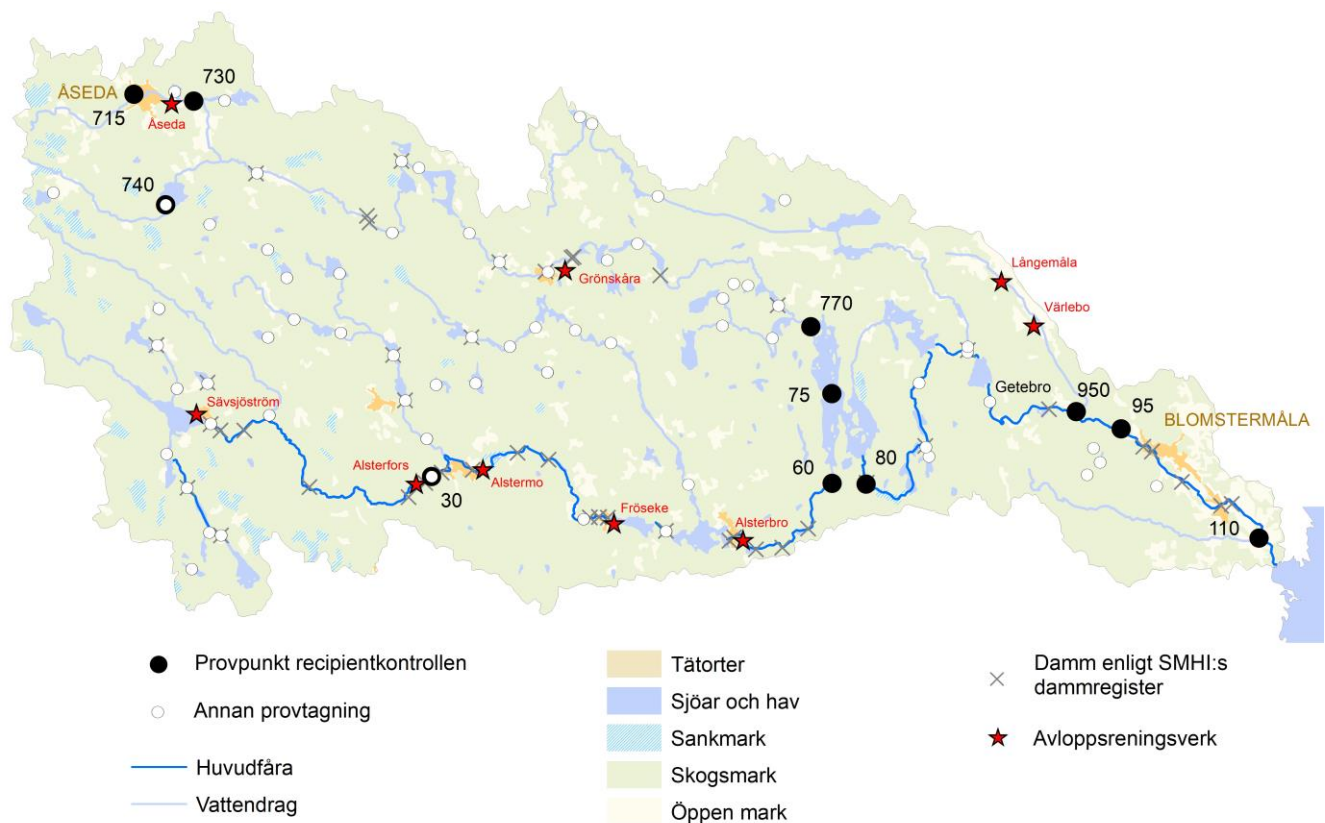 730
ÅSEDA
715
Åseda
740
Långemåla
Grönskåra
770
Värlebo
75
Getebro
950
95
Sävsjöström
BLOMSTERMÅLA
Alsterfors
60
80
30
Alstermo
Fröseke
Alsterbro
110
Provpunkt recipientkontrollen
Annan provtagning
Huvudfåra
Vattendrag
Tätorter
Sjöar och hav
Sankmark
Skogsmark
Öppen mark
Damm enligt SMHI:s
dammregister
Avloppsreningsverk